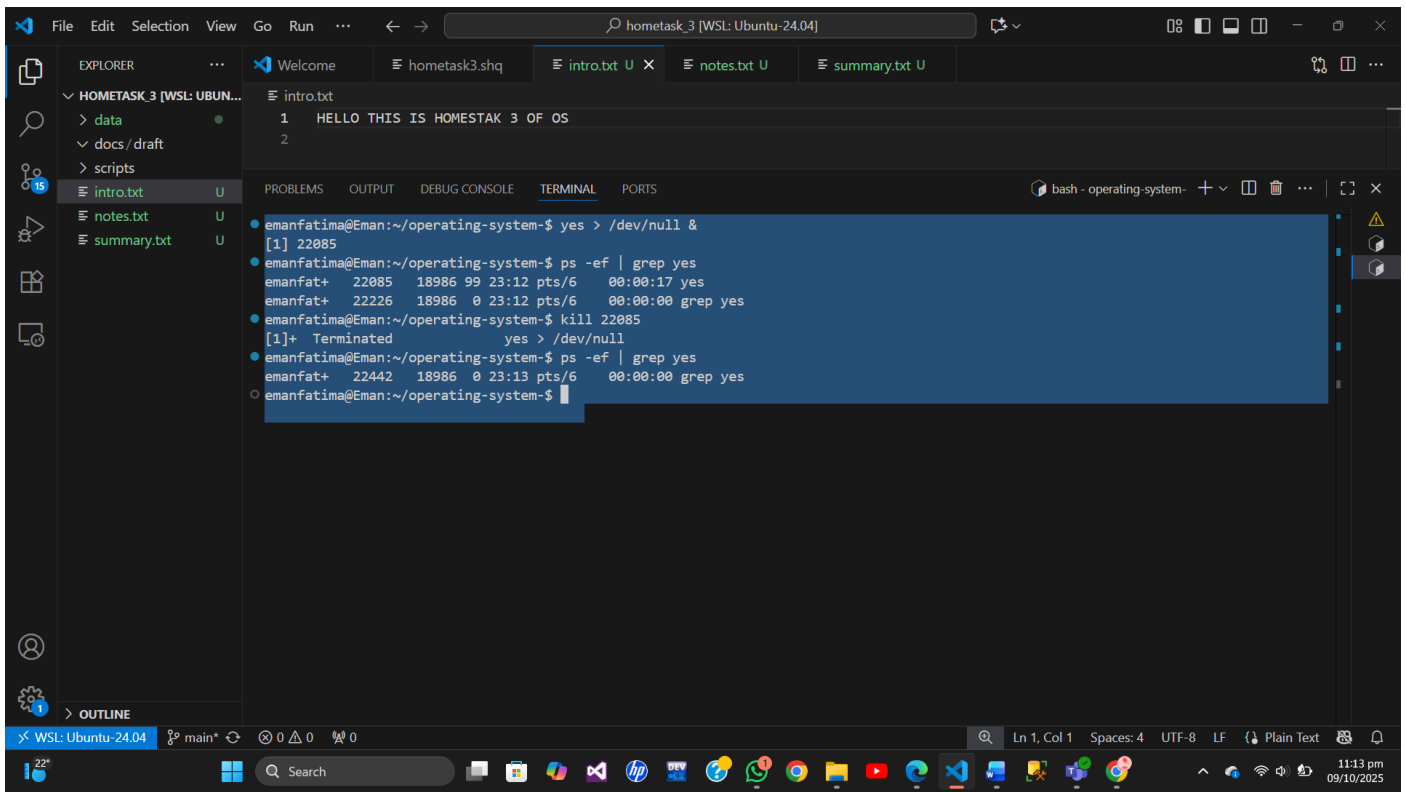 File Edit Selection View Go Run ··· ← → hometask_3 [WSL: Ubuntu-24.04]
EXPLORER ···
HOMETASK_3 [WSL: UBUN...
> data
docs / draft
> scripts
intro.txt U
notes.txt U
summary.txt U
> OUTLINE
Welcome hometask3.shq intro.txt U × notes.txt U summary.txt U ···
intro.txt
1 HELLO THIS IS HOMESTAK 3 OF OS
2
PROBLEMS OUTPUT DEBUG CONSOLE TERMINAL PORTS bash - operating-system- ···
emanfatima@Eman:~/operating-system-$ yes > /dev/null &
[1] 22085
emanfatima@Eman:~/operating-system-$ ps -ef | grep yes
emanfat+ 22085 18986 99 23:12 pts/6 00:00:17 yes
emanfat+ 22226 18986 0 23:12 pts/6 00:00:00 grep yes
emanfatima@Eman:~/operating-system-$ kill 22085
[1]+ Terminated yes > /dev/null
emanfatima@Eman:~/operating-system-$ ps -ef | grep yes
emanfat+ 22442 18986 0 23:13 pts/6 00:00:00 grep yes
emanfatima@Eman:~/operating-system-$
15
1
WSL: Ubuntu-24.04 main* 0 0 0 Ln 1, Col 1 Spaces: 4 UTF-8 LF Plain Text
22° Search hp DEV 11:13 pm
09/10/2025